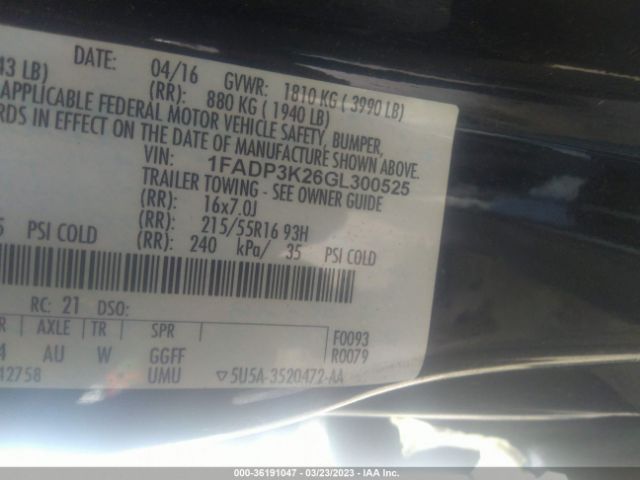 DATE: 04/16 GVWR: 1810 KG ( 3990 LB)
43 LB) (RR): 880 KG ( 1940 LB)
APPLICABLE FEDERAL MOTOR VEHICLE SAFETY, BUMPER,
RDS IN EFFECT ON THE DATE OF MANUFACTURE SHOWN ABOVE.
VIN: 1FADP3K26GL300525
TRAILER TOWING - SEE OWNER GUIDE
(RR): 16x7.0J
(RR): 215/55R16 93H
5 PSI COLD (RR): 240 kPa/ 35 PSI COLD
RC: 21 DSO:
R AXLE TR SPR F0093
4 AU W GGFF R0079
12758 UMU ▽5U5A-3520472-AA
000-36191047 - 03/23/2023 - IAA Inc.